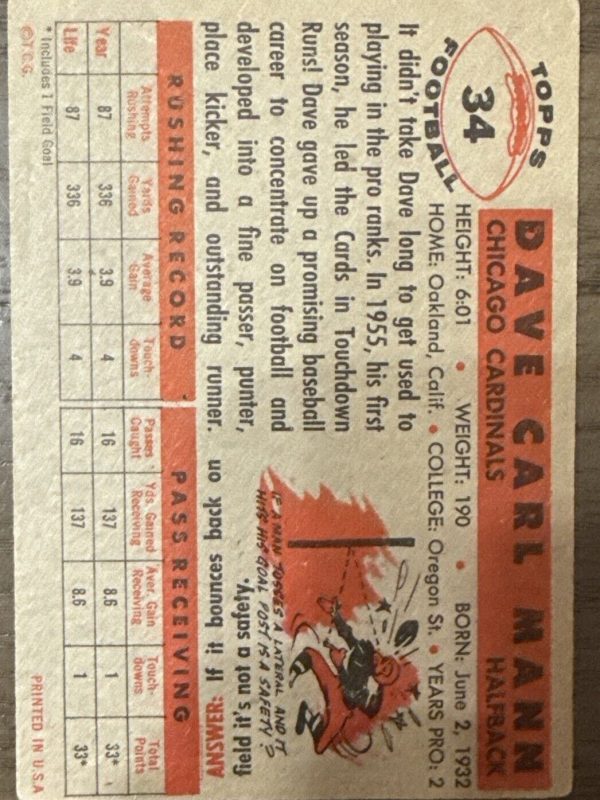 TOPPS
34
FOOTBALL
DAVE CARL MANN
CHICAGO CARDINALS HALFBACK
HEIGHT: 6:01 • WEIGHT: 190 • BORN: June 2, 1932
HOME: Oakland, Calif. • COLLEGE: Oregon St. • YEARS PRO: 2
It didn't take Dave long to get used to
playing in the pro ranks. In 1955, his first
season, he led the Cards in Touchdown
Runs! Dave gave up a promising baseball
career to concentrate on football and
developed into a fine passer, punter,
place kicker, and outstanding runner.
IF A MAN TOSSES A LATERAL AND IT
HITS HIS GOAL POST IS A SAFETY?
ANSWER: If it bounces back on
field, it's not a safety.
RUSHING RECORD PASS RECEIVING
Attempts Rushing Yards Gained Average Gain Touch-downs Passes Caught Yds. Gained Receiving Aver. Gain Receiving Touch-downs Total Points
Year 87 336 3.9 4 16 137 8.6 1 33*
Life 87 336 3.9 4 16 137 8.6 1 33*
* Includes 1 Field Goal
©T.C.G. PRINTED IN U.S.A